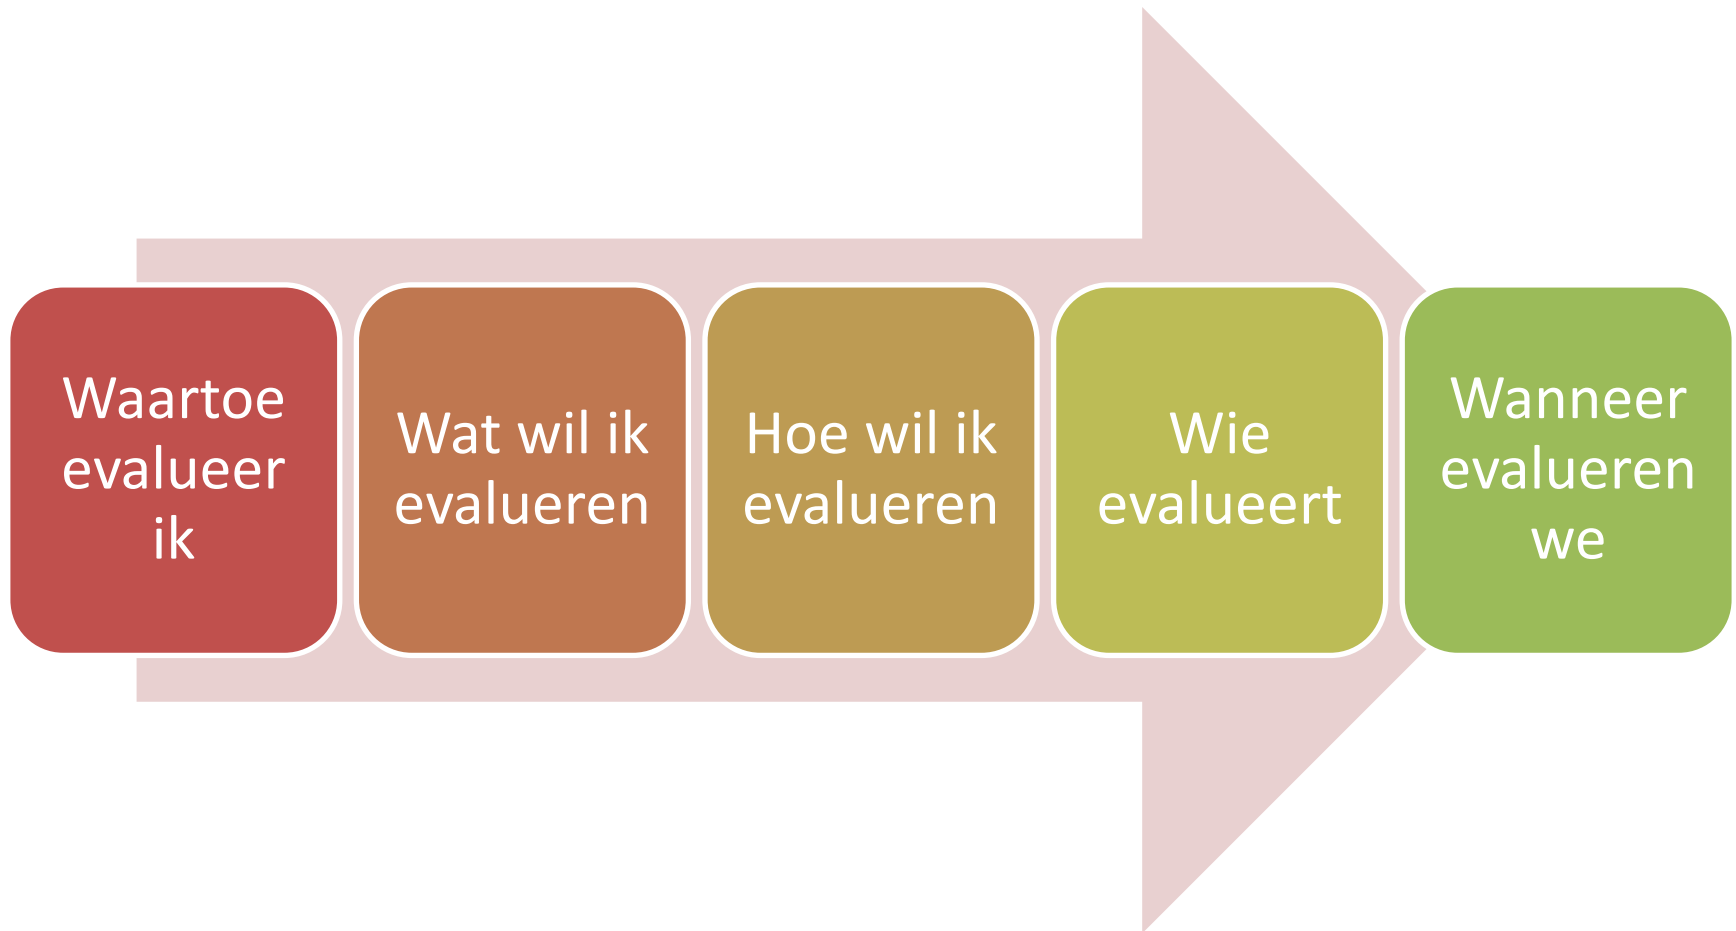 Waartoe
evalueer
ik
Wat wil ik
evalueren
Hoe wil ik
evalueren
Wie
evalueert
Wanneer
evalueren
we